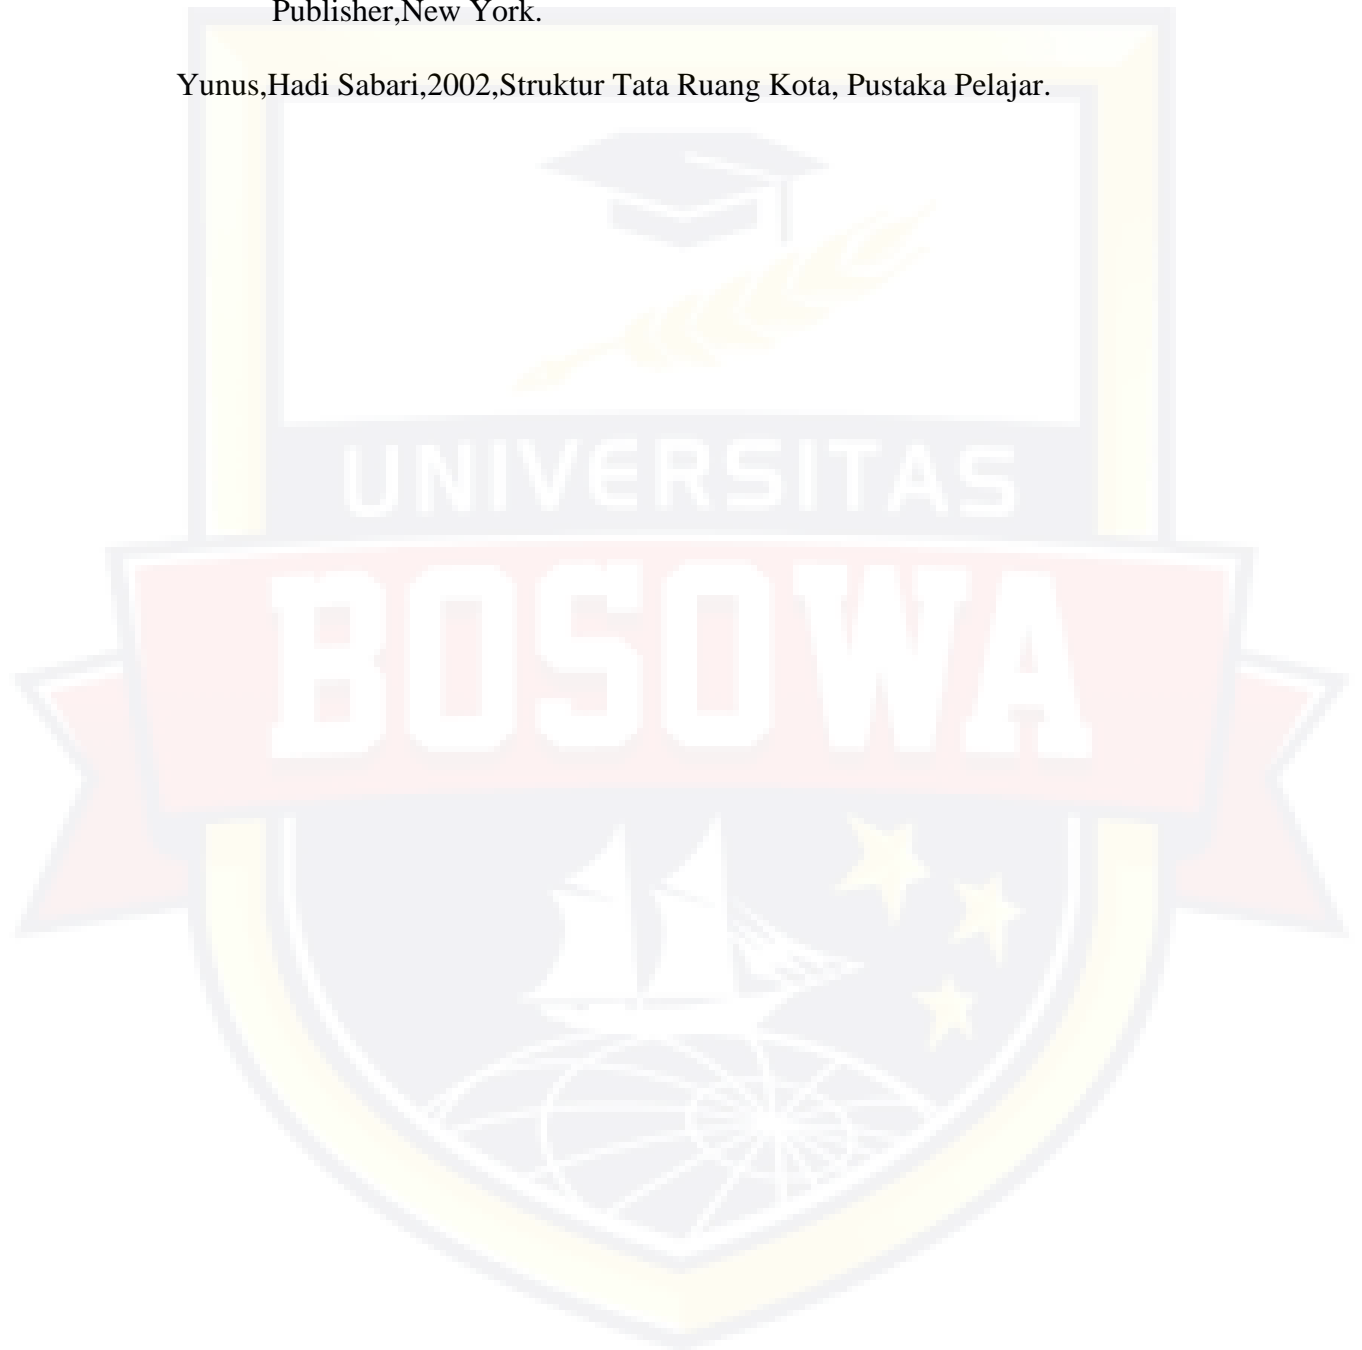 Publisher,New York.
Yunus,Hadi Sabari,2002,Struktur Tata Ruang Kota, Pustaka Pelajar.
UNIVERSITAS
BOSOWA